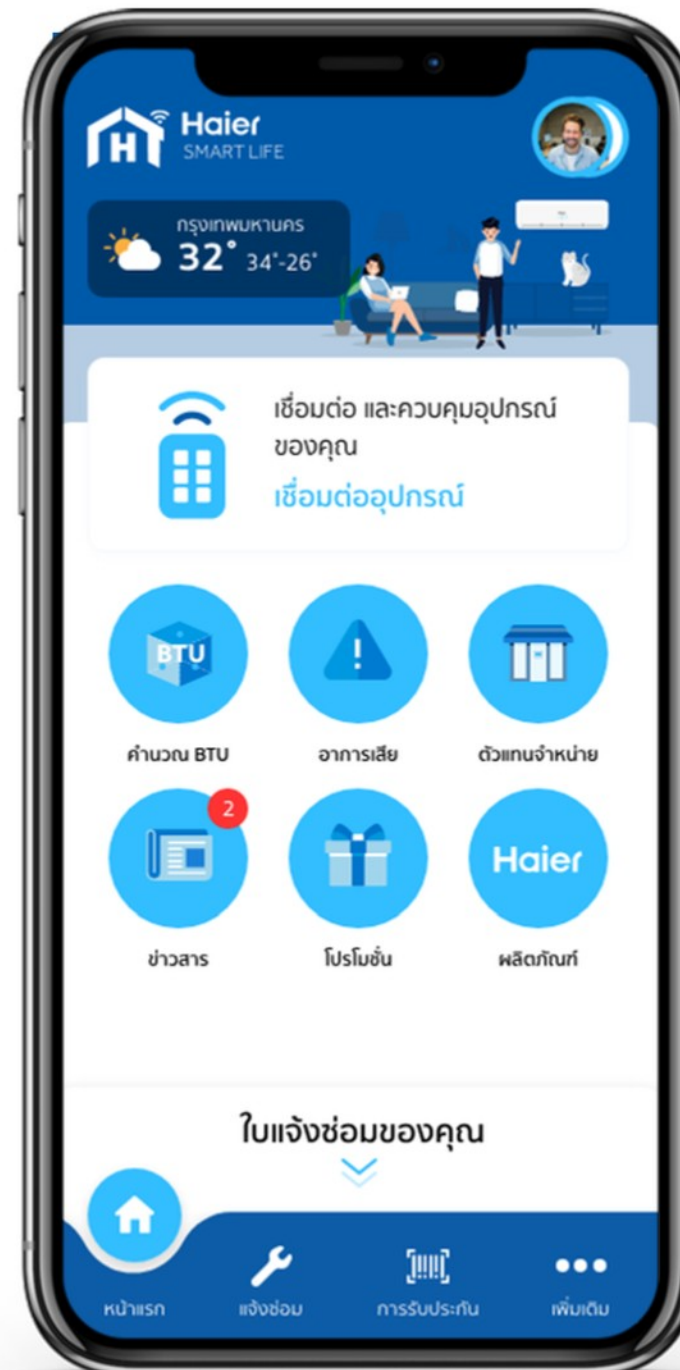 Haier
SMART LIFE
กรุงเทพมหานคร
32° 34°-26°
เชื่อมต่อ และควบคุมอุปกรณ์
ของคุณ
เชื่อมต่ออุปกรณ์
BTU
คำนวณ BTU
อาการเสีย
ตัวแทนจำหน่าย
2
Haier
ข่าวสาร
โปรโมชั่น
ผลิตภัณฑ์
ใบแจ้งซ่อมของคุณ
หน้าแรก
แจ้งซ่อม
การรับประกัน
เพิ่มเติม